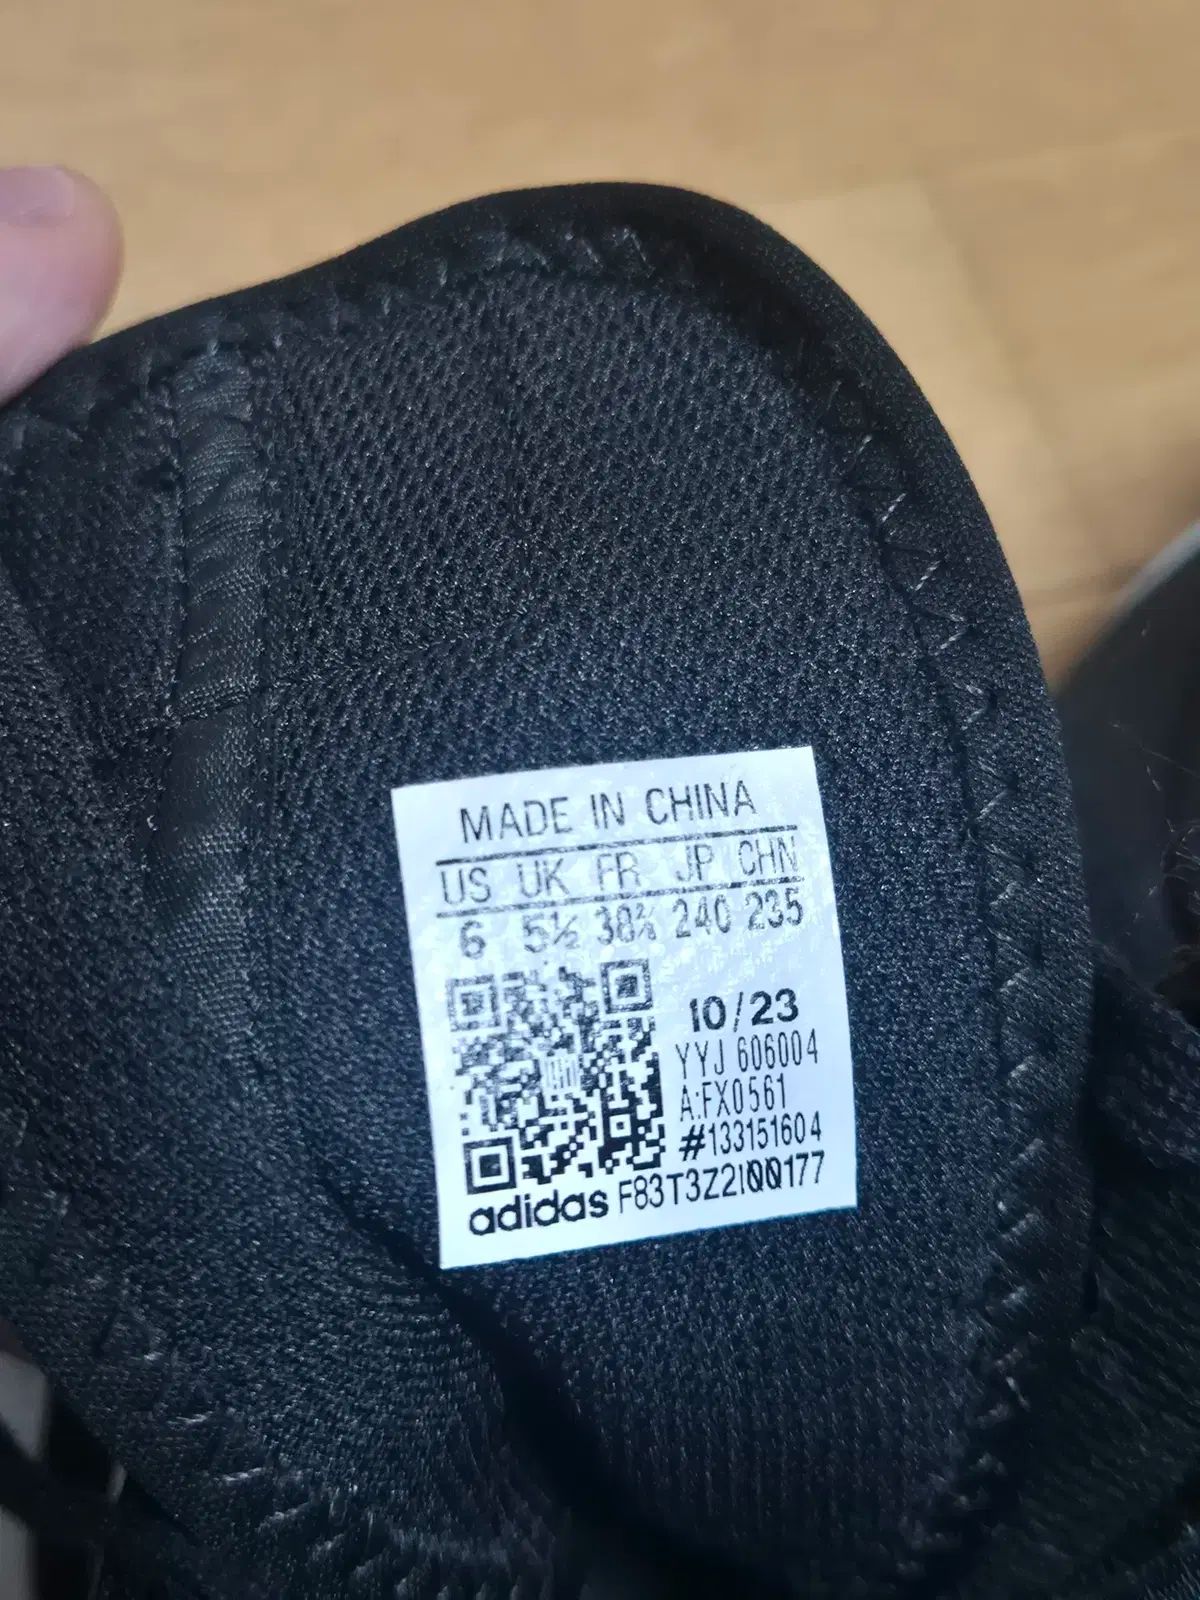 MADE IN CHINA
US UK FR JP CHN
6 5½ 38⅔ 240 235
10/23
YYJ 606004
A:FX0561
#133151604
adidas F83T3Z2I00177